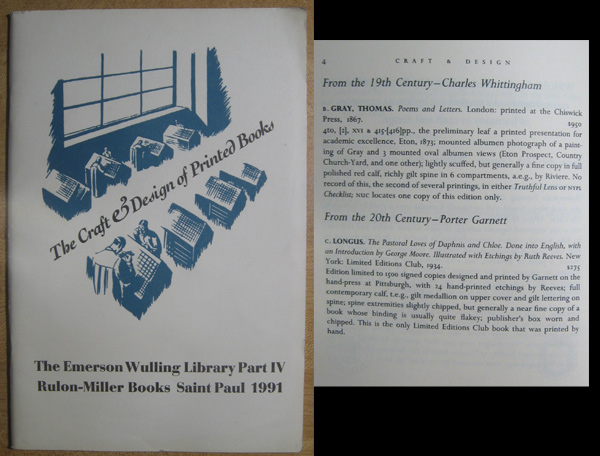 The Craft & Design of Printed Books
The Emerson Wulling Library Part IV
Rulon-Miller Books Saint Paul 1991
4 CRAFT & DESIGN
From the 19th Century—Charles Whittingham
B. GRAY, THOMAS. Poems and Letters. London: printed at the Chiswick
Press, 1867. 1950
4to, [1], XVI & 415-[416]pp., the preliminary leaf a printed presentation for
academic excellence, Eton, 1875; mounted albumen photograph of a paint-
ing of Gray and 3 mounted oval albumen views (Eton Prospect, Country
Church-Yard, and one other); lightly scuffed, but generally a fine copy in full
polished red calf, richly gilt spine in 6 compartments, a.e.g., by Riviere. No
record of this, the second of several printings, in either Truthful Lens or NYPL
Checklist; NUC locates one copy of this edition only.
From the 20th Century—Porter Garnett
C. LONGUS. The Pastoral Loves of Daphnis and Chloe. Done into English, with
an Introduction by George Moore. Illustrated with Etchings by Ruth Reeves. New
York: Limited Editions Club, 1934. $275
Edition limited to 1500 signed copies designed and printed by Garnett on the
hand-press at Pittsburgh, with 24 hand-printed etchings by Reeves; full
contemporary calf, t.e.g., gilt medallion on upper cover and gilt lettering on
spine; spine extremities slightly chipped, but generally a near fine copy of a
book whose binding is usually quite flakey; publisher's box worn and
chipped. This is the only Limited Editions Club book that was printed by
hand.